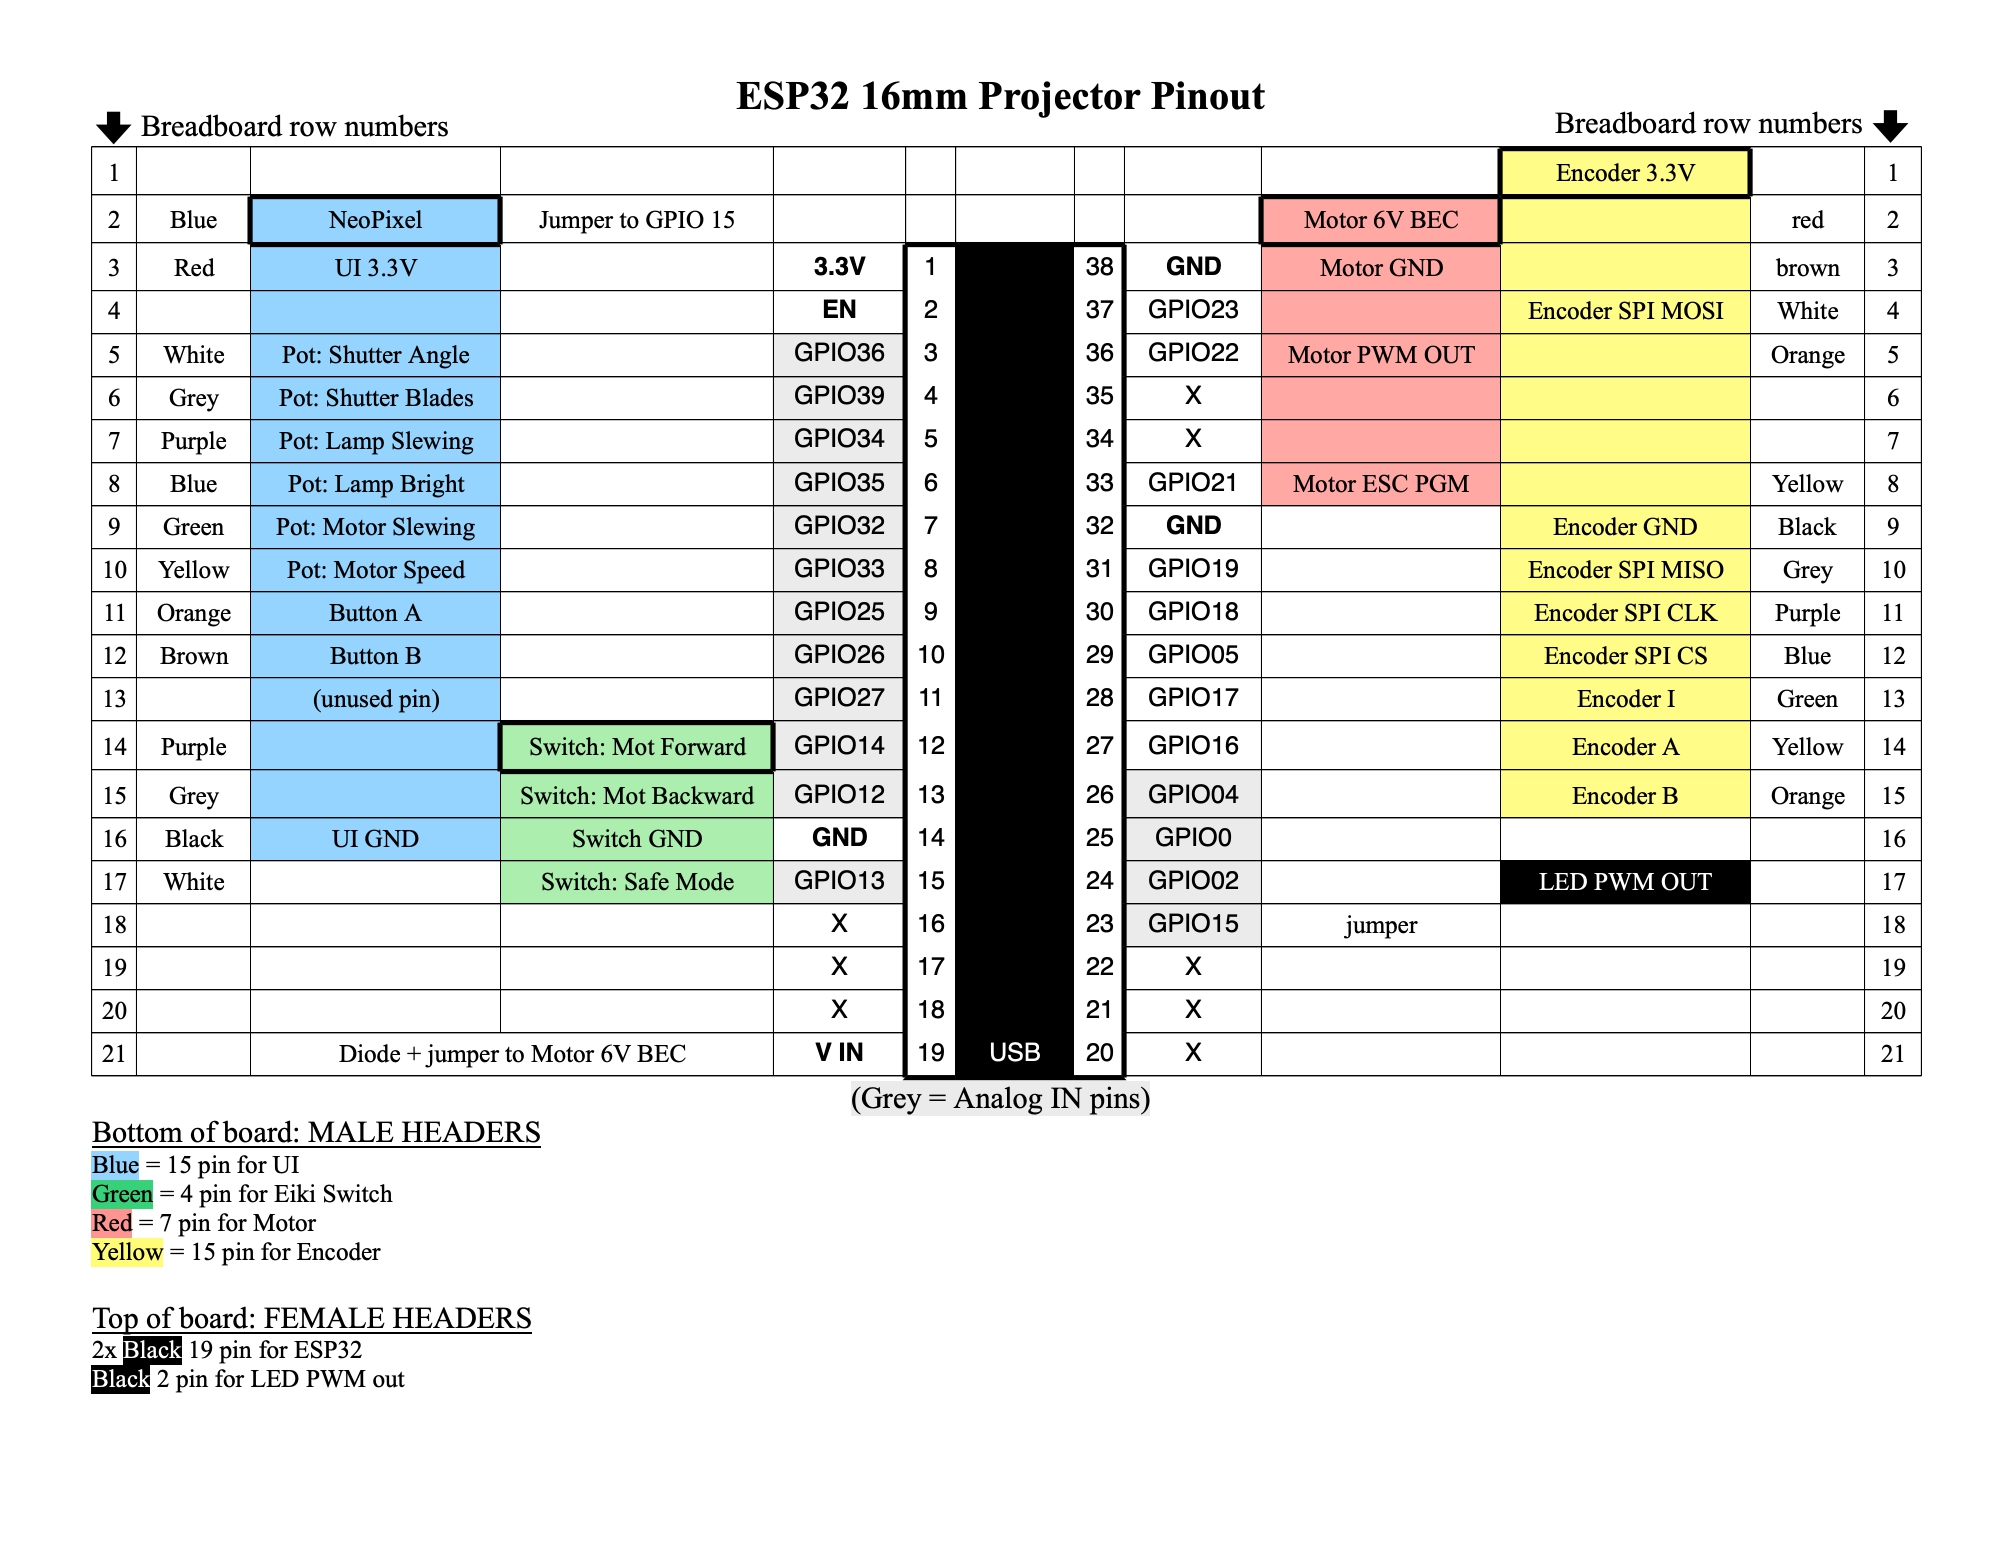 ESP32 16mm Projector Pinout
Breadboard row numbers Breadboard row numbers
1 Encoder 3.3V 1
2 Blue NeoPixel Jumper to GPIO 15 Motor 6V BEC red 2
3 Red UI 3.3V 3.3V 1 38 GND Motor GND brown 3
4 EN 2 37 GPIO23 Encoder SPI MOSI White 4
5 White Pot: Shutter Angle GPIO36 3 36 GPIO22 Motor PWM OUT Orange 5
6 Grey Pot: Shutter Blades GPIO39 4 35 X 6
7 Purple Pot: Lamp Slewing GPIO34 5 34 X 7
8 Blue Pot: Lamp Bright GPIO35 6 33 GPIO21 Motor ESC PGM Yellow 8
9 Green Pot: Motor Slewing GPIO32 7 32 GND Encoder GND Black 9
10 Yellow Pot: Motor Speed GPIO33 8 31 GPIO19 Encoder SPI MISO Grey 10
11 Orange Button A GPIO25 9 30 GPIO18 Encoder SPI CLK Purple 11
12 Brown Button B GPIO26 10 29 GPIO05 Encoder SPI CS Blue 12
13 (unused pin) GPIO27 11 28 GPIO17 Encoder I Green 13
14 Purple Switch: Mot Forward GPIO14 12 27 GPIO16 Encoder A Yellow 14
15 Grey Switch: Mot Backward GPIO12 13 26 GPIO04 Encoder B Orange 15
16 Black UI GND Switch GND GND 14 25 GPIO0 16
17 White Switch: Safe Mode GPIO13 15 24 GPIO02 LED PWM OUT 17
18 X 16 23 GPIO15 jumper 18
19 X 17 22 X 19
20 X 18 21 X 20
21 Diode + jumper to Motor 6V BEC V IN 19 USB 20 X 21
(Grey = Analog IN pins)
Bottom of board: MALE HEADERS
Blue = 15 pin for UI
Green = 4 pin for Eiki Switch
Red = 7 pin for Motor
Yellow = 15 pin for Encoder
Top of board: FEMALE HEADERS
2x Black 19 pin for ESP32
Black 2 pin for LED PWM out